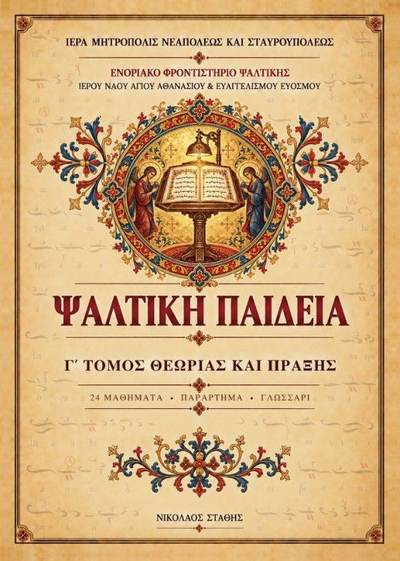 ΙΕΡΑ ΜΗΤΡΟΠΟΛΙΣ ΝΕΑΠΟΛΕΩΣ ΚΑΙ ΣΤΑΥΡΟΥΠΟΛΕΩΣ
ΕΝΟΡΙΑΚΟ ΦΡΟΝΤΙΣΤΗΡΙΟ ΨΑΛΤΙΚΗΣ
ΙΕΡΟΥ ΝΑΟΥ ΑΓΙΟΥ ΑΘΑΝΑΣΙΟΥ & ΕΥΑΓΓΕΛΙΣΜΟΥ ΕΥΟΣΜΟΥ
ΨΑΛΤΙΚΗ ΠΑΙΔΕΙΑ
Γ΄ ΤΟΜΟΣ ΘΕΩΡΙΑΣ ΚΑΙ ΠΡΑΞΗΣ
24 ΜΑΘΗΜΑΤΑ • ΠΑΡΑΡΤΗΜΑ • ΓΛΩΣΣΑΡΙ
ΝΙΚΟΛΑΟΣ ΣΤΑΘΗΣ